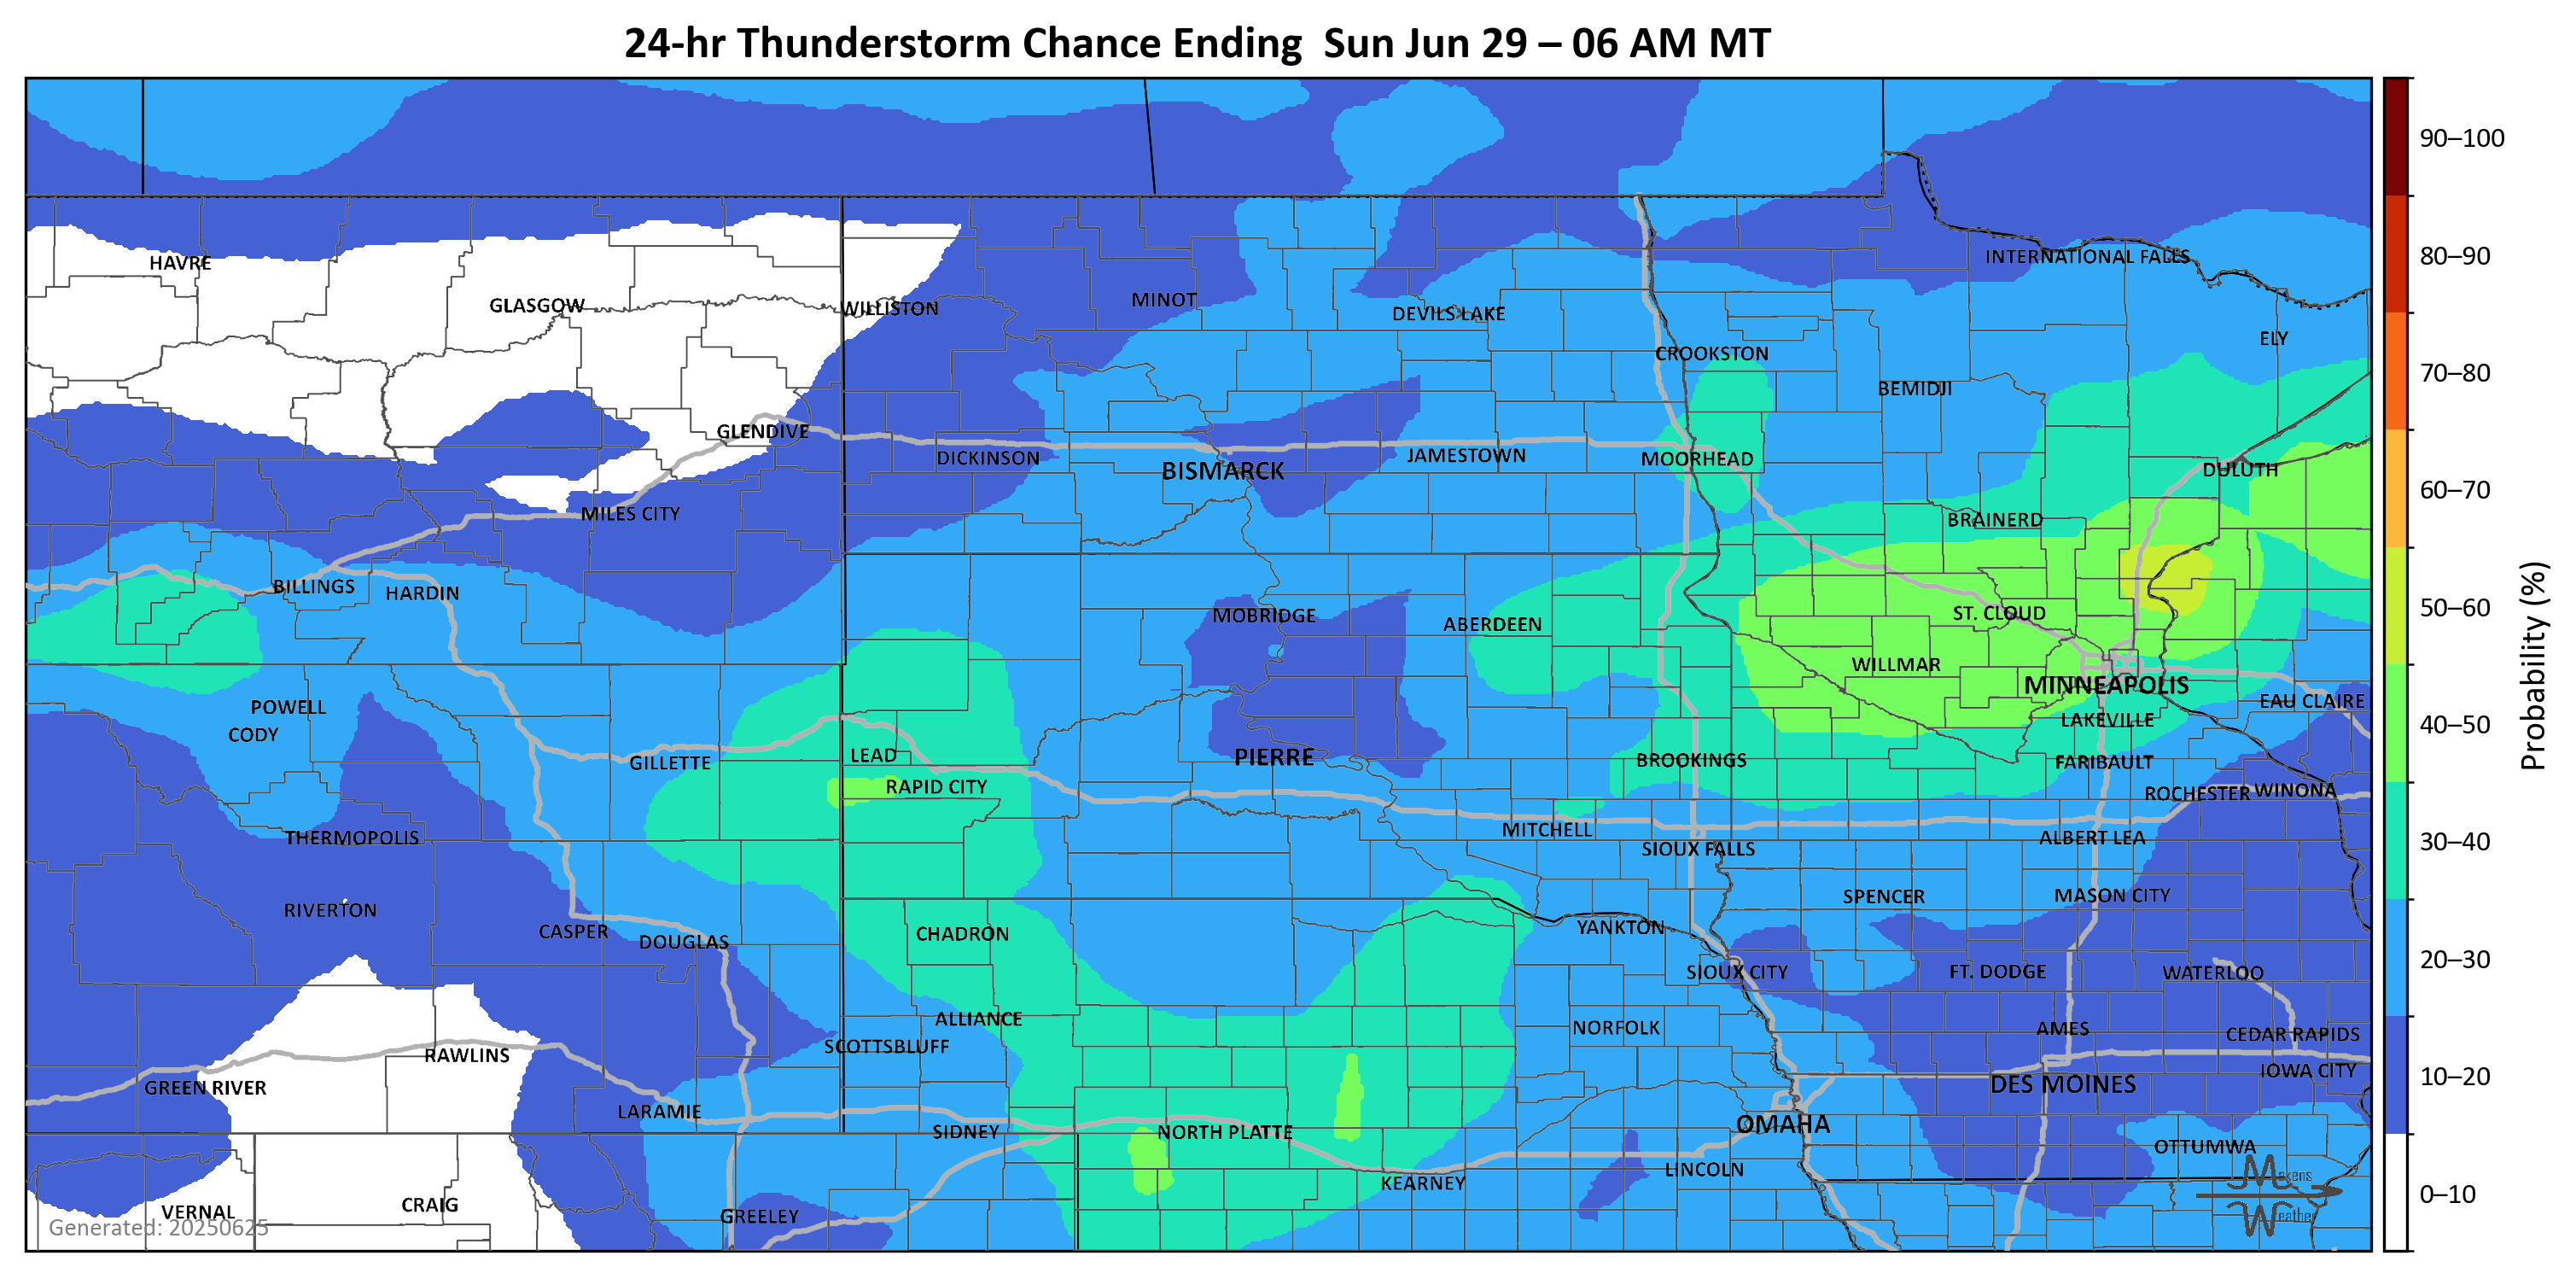 24-hr Thunderstorm Chance Ending  Sun Jun 29 – 06 AM MT
90–100
80–90
70–80
60–70
50–60
40–50
30–40
20–30
10–20
0–10
Probability (%)
HAVRE
GLASGOW
WILLISTON
MINOT
DEVILS LAKE
INTERNATIONAL FALLS
ELY
CROOKSTON
BEMIDJI
GLENDIVE
DICKINSON
BISMARCK
JAMESTOWN
MOORHEAD
DULUTH
MILES CITY
BRAINERD
BILLINGS
HARDIN
MOBRIDGE
ABERDEEN
ST. CLOUD
WILLMAR
MINNEAPOLIS
EAU CLAIRE
POWELL
CODY
LAKEVILLE
GILLETTE
LEAD
PIERRE
BROOKINGS
FARIBAULT
RAPID CITY
ROCHESTER
WINONA
THERMOPOLIS
MITCHELL
ALBERT LEA
SIOUX FALLS
RIVERTON
SPENCER
MASON CITY
CASPER
DOUGLAS
CHADRON
YANKTON
SIOUX CITY
FT. DODGE
WATERLOO
ALLIANCE
NORFOLK
AMES
CEDAR RAPIDS
SCOTTSBLUFF
RAWLINS
IOWA CITY
GREEN RIVER
DES MOINES
LARAMIE
OMAHA
SIDNEY
NORTH PLATTE
OTTUMWA
LINCOLN
KEARNEY
Makens
Weather
VERNAL
CRAIG
GREELEY
Generated: 20250625